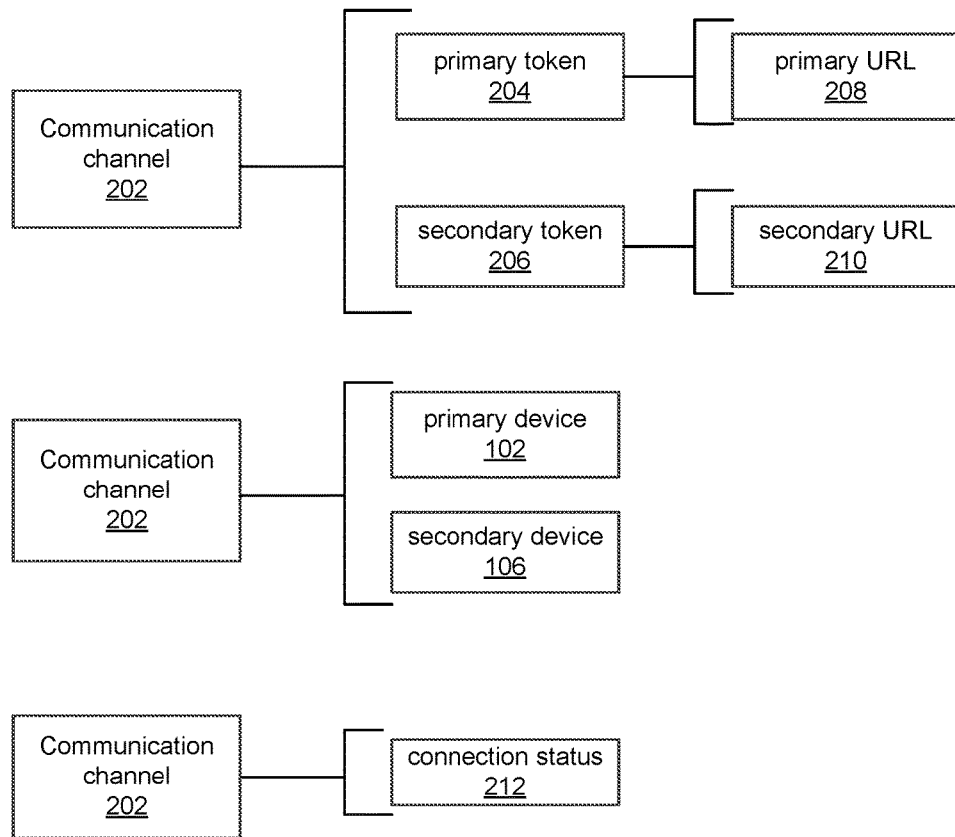 Communication
channel
202
primary token
204
primary URL
208
secondary token
206
secondary URL
210
Communication
channel
202
primary device
102
secondary device
106
Communication
channel
202
connection status
212